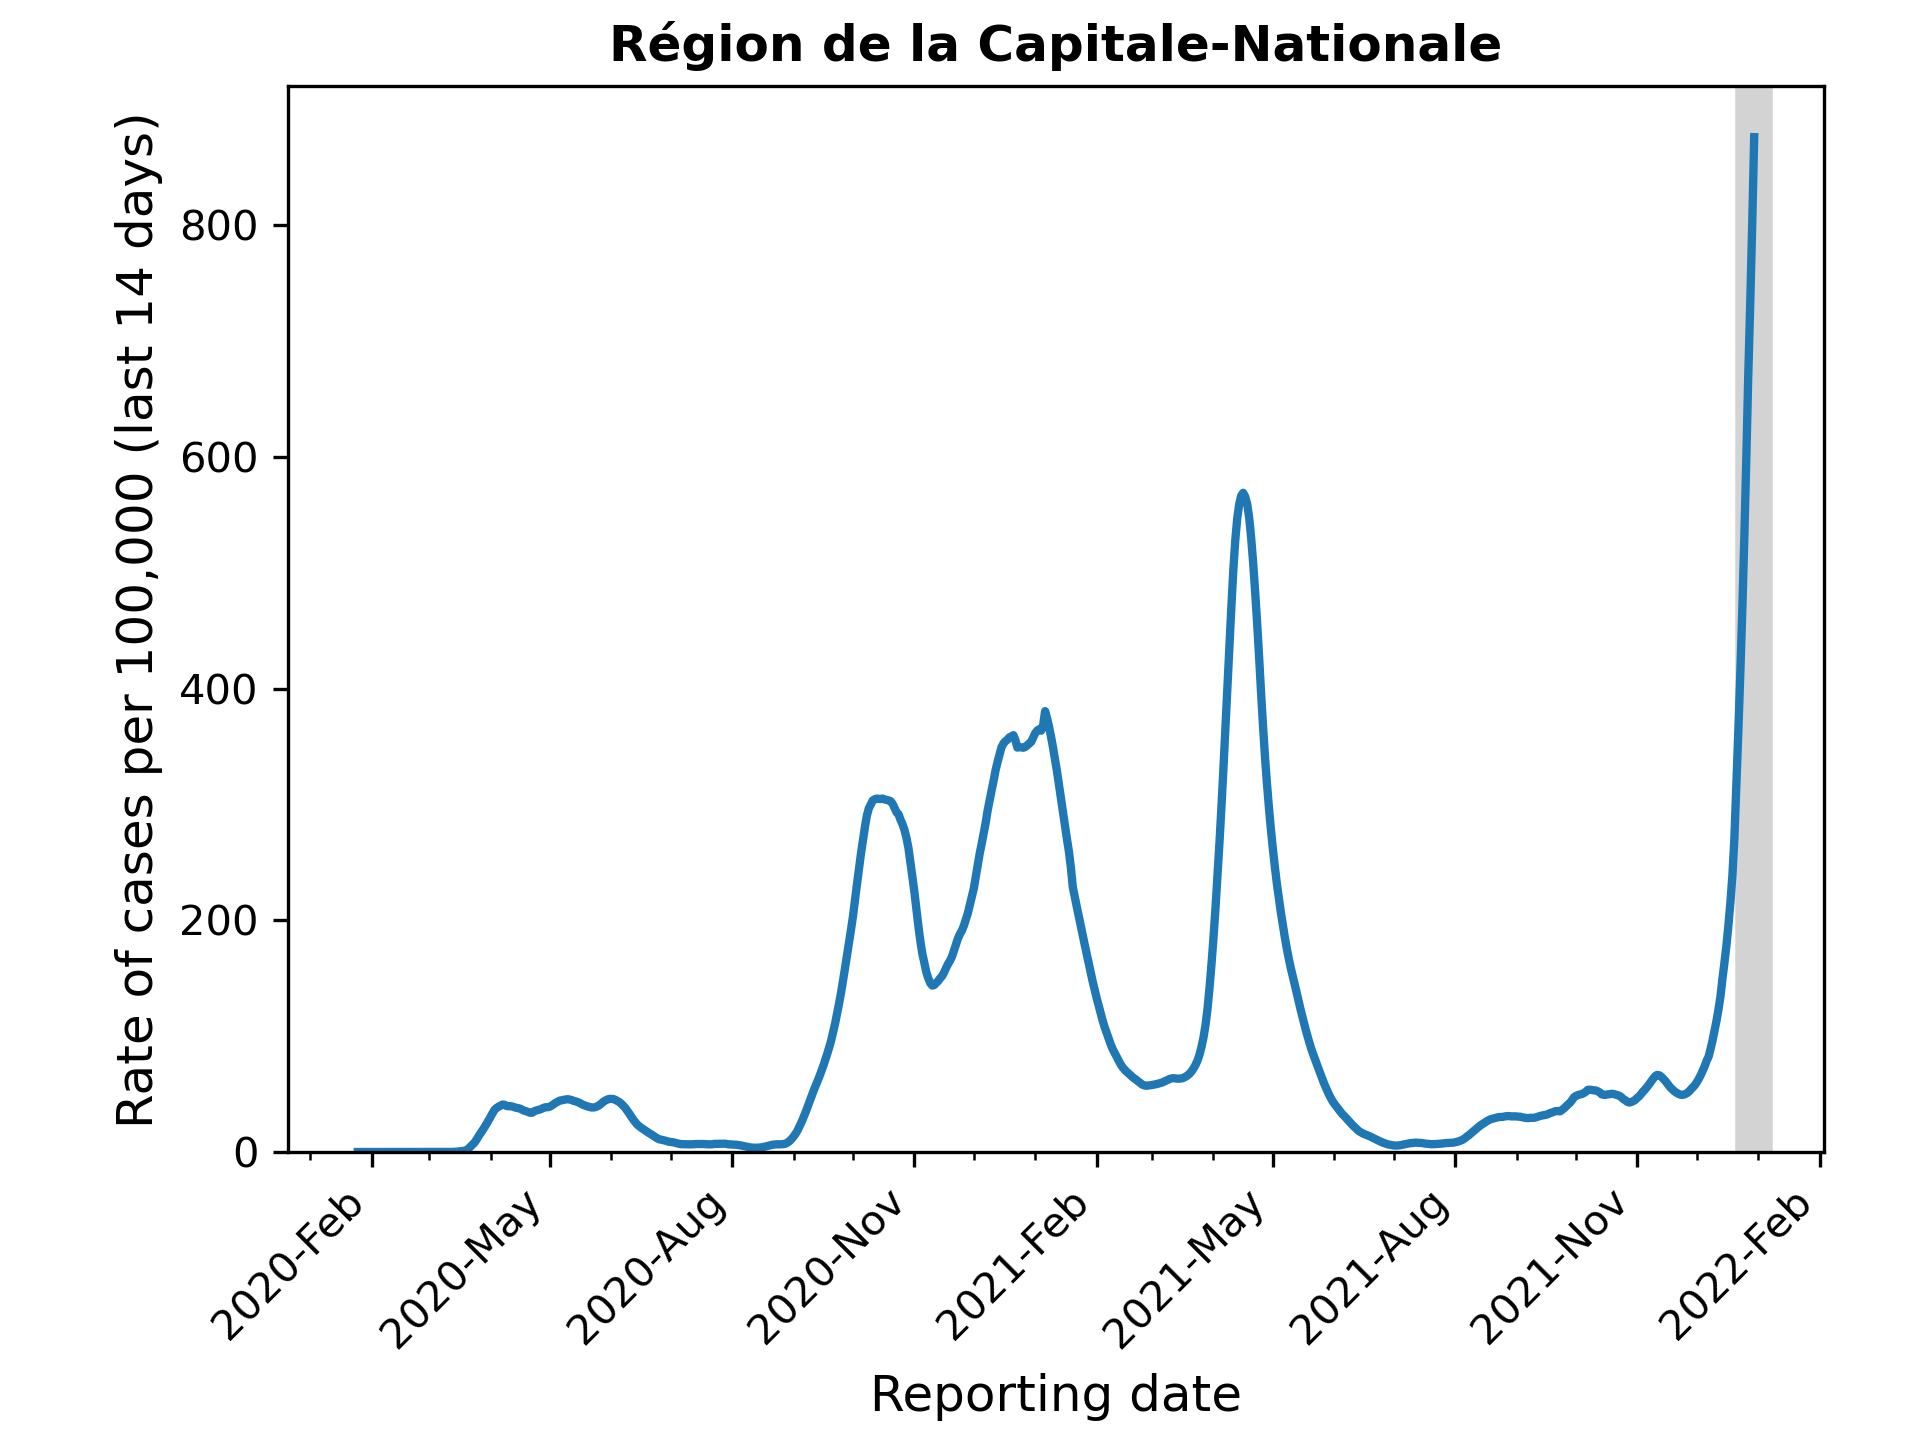 Région de la Capitale-Nationale
Rate of cases per 100,000 (last 14 days)
800
600
400
200
0
2020-Feb
2020-May
2020-Aug
2020-Nov
2021-Feb
2021-May
2021-Aug
2021-Nov
2022-Feb
Reporting date